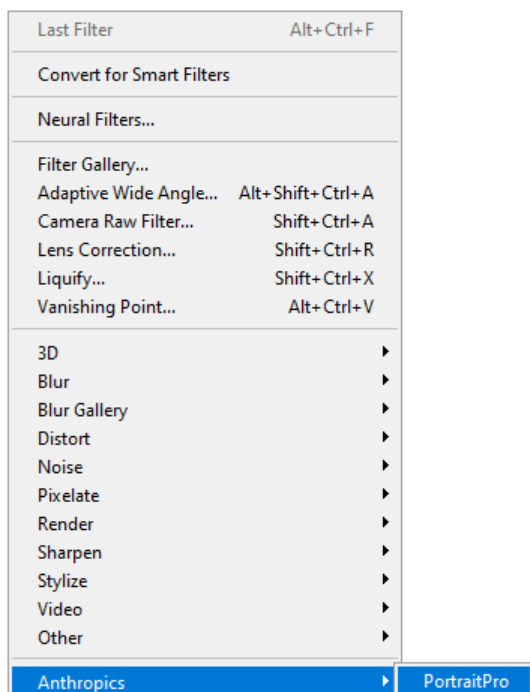 Last Filter Alt+Ctrl+F
Convert for Smart Filters
Neural Filters...
Filter Gallery...
Adaptive Wide Angle... Alt+Shift+Ctrl+A
Camera Raw Filter... Shift+Ctrl+A
Lens Correction... Shift+Ctrl+R
Liquify... Shift+Ctrl+X
Vanishing Point... Alt+Ctrl+V
3D
Blur
Blur Gallery
Distort
Noise
Pixelate
Render
Sharpen
Stylize
Video
Other
Anthropics PortraitPro